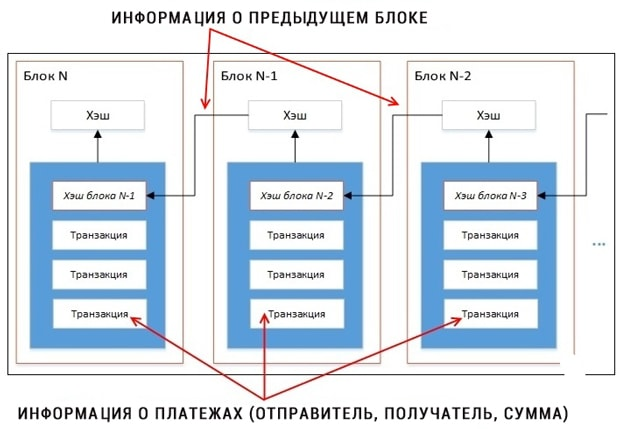 ИНФОРМАЦИЯ О ПРЕДЫДУЩЕМ БЛОКЕ
Блок N
Хэш
Хэш блока N-1
Транзакция
Транзакция
Транзакция
Блок N-1
Хэш
Хэш блока N-2
Транзакция
Транзакция
Транзакция
Блок N-2
Хэш
Хэш блока N-3
Транзакция
Транзакция
Транзакция
...
ИНФОРМАЦИЯ О ПЛАТЕЖАХ (ОТПРАВИТЕЛЬ, ПОЛУЧАТЕЛЬ, СУММА)